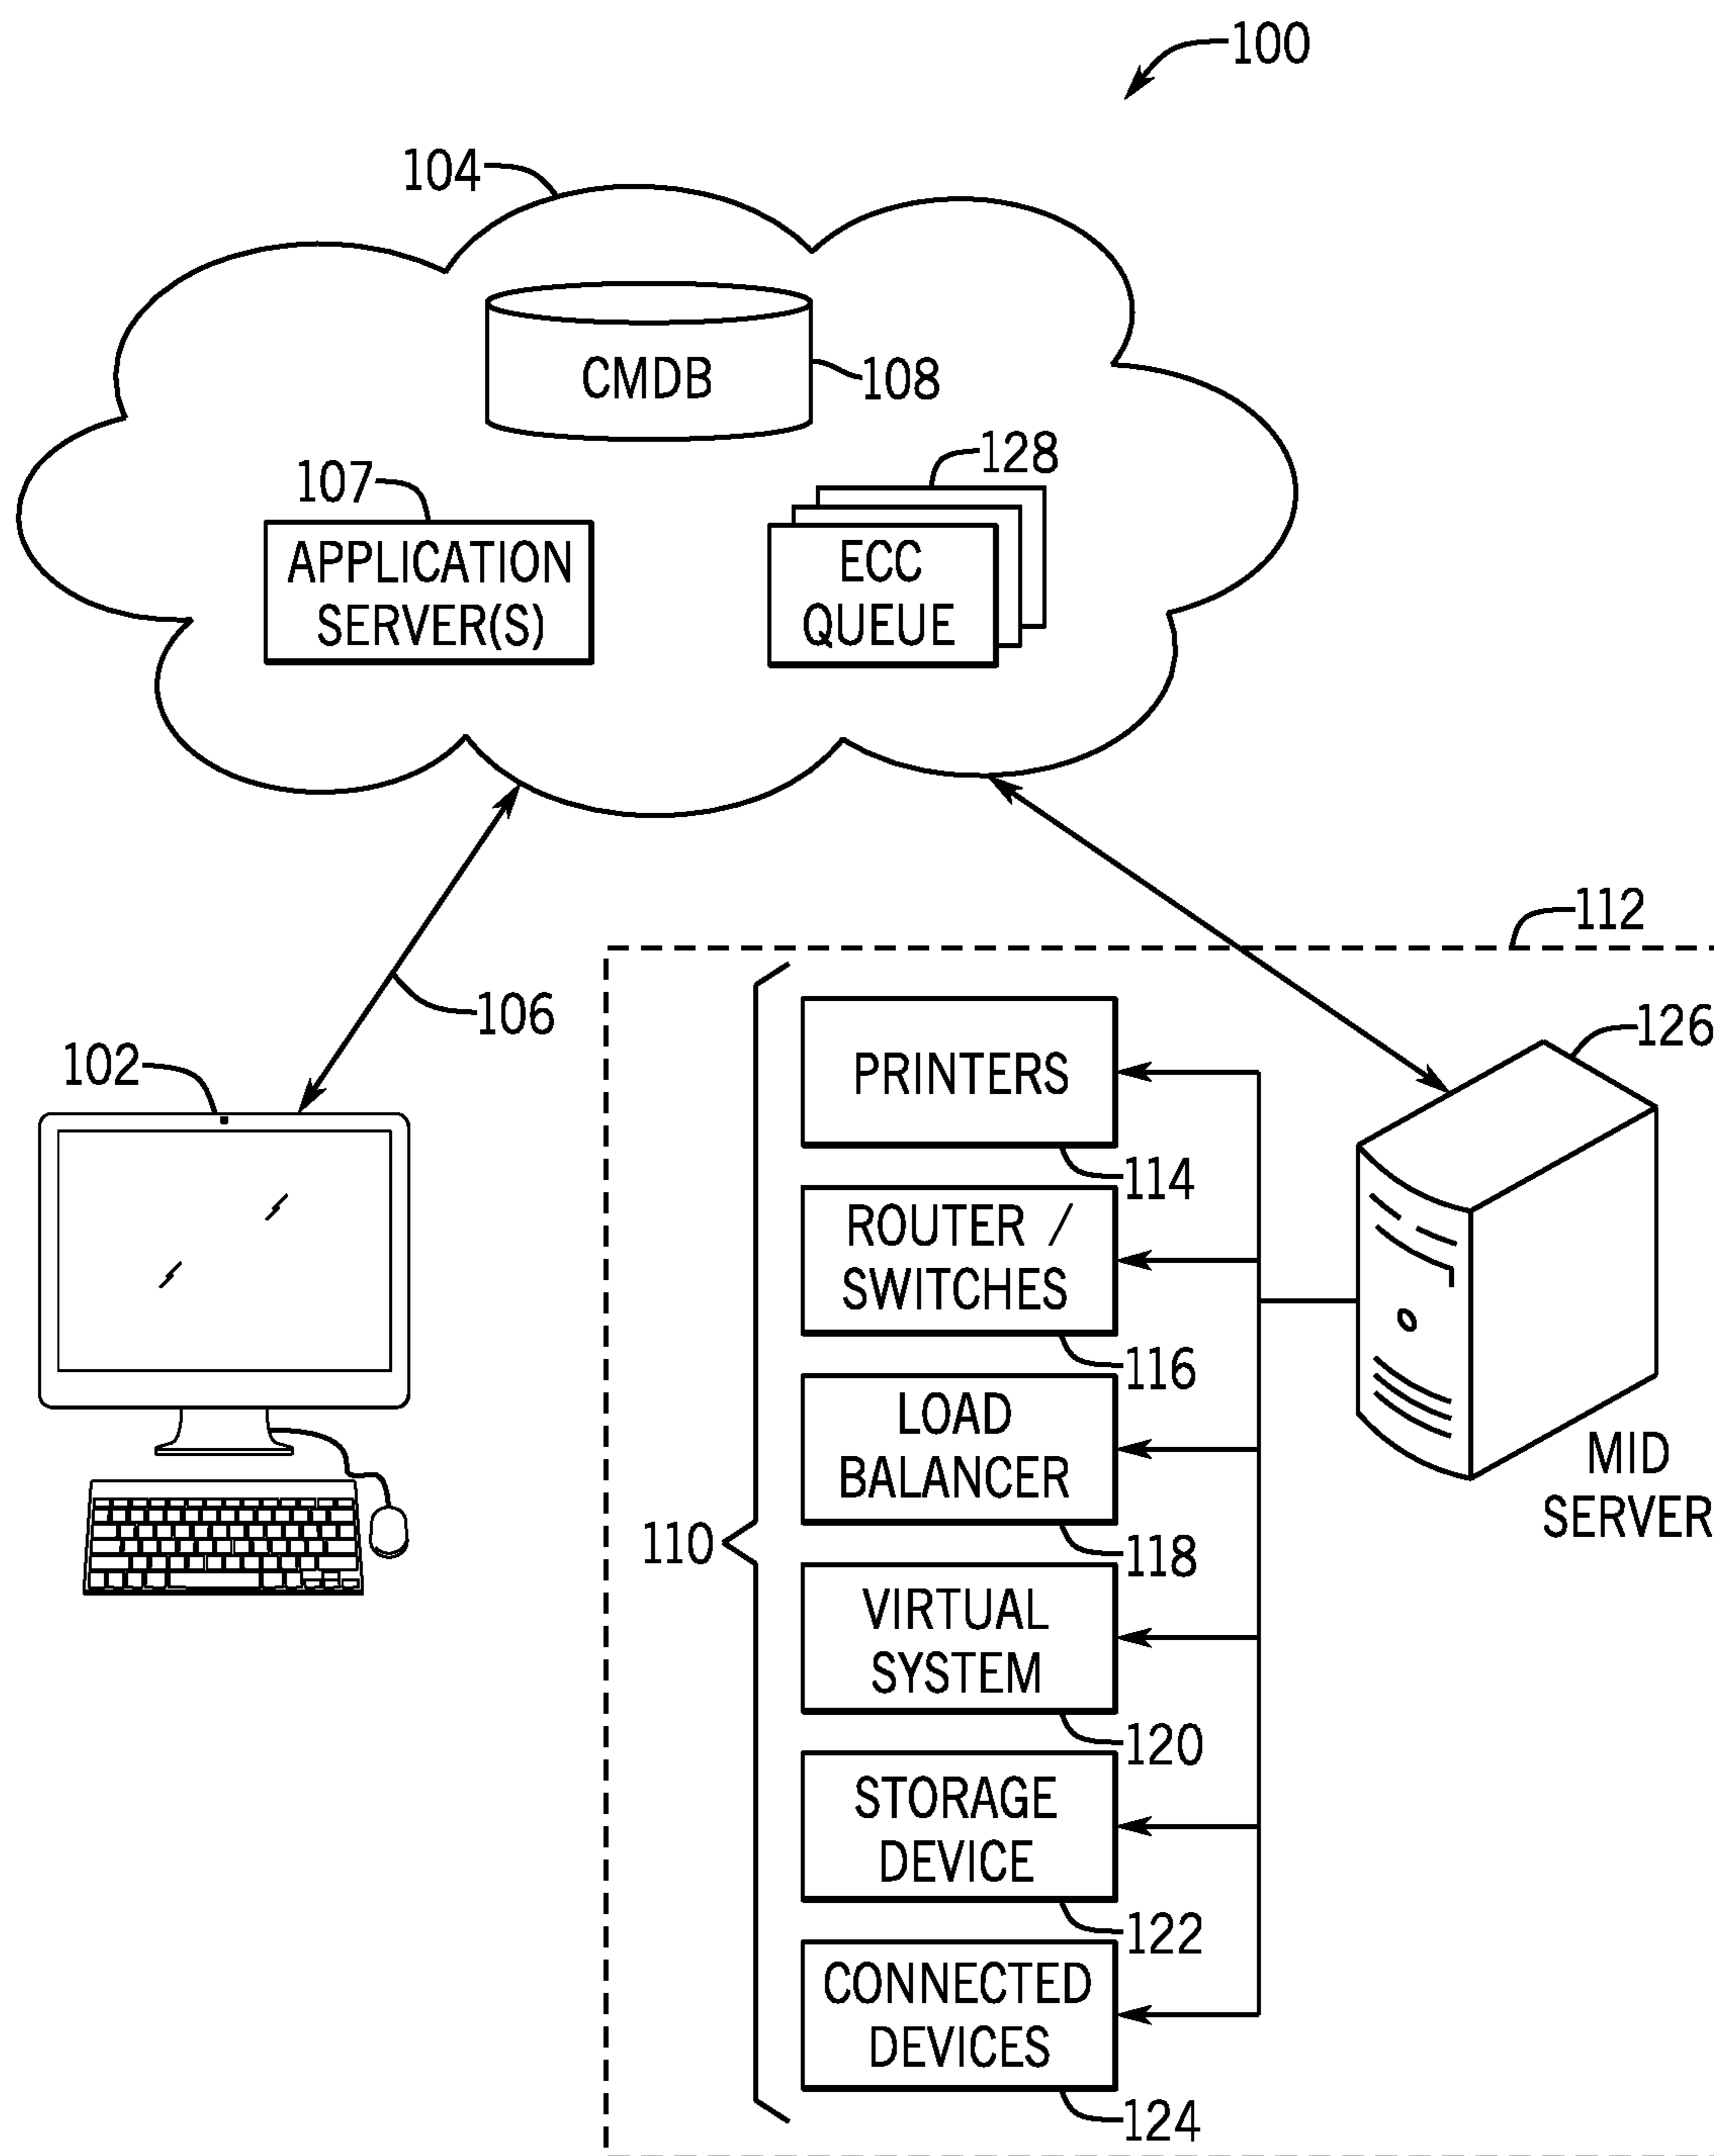 100
104
CMDB
108
107
128
APPLICATION
SERVER(S)
ECC
QUEUE
112
106
102
126
PRINTERS
114
ROUTER /
SWITCHES
116
LOAD
BALANCER
118
110
MID
SERVER
VIRTUAL
SYSTEM
120
STORAGE
DEVICE
122
CONNECTED
DEVICES
124